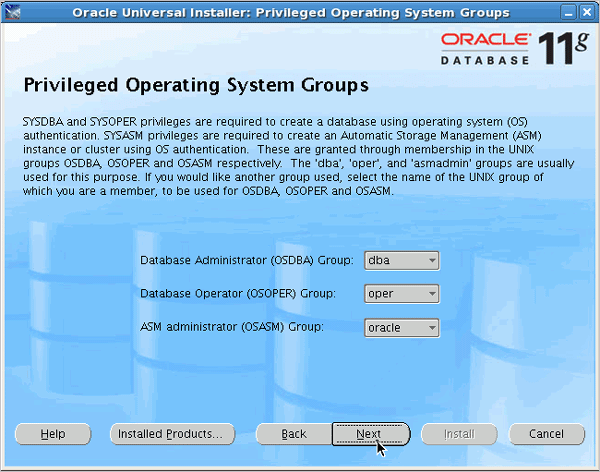 Oracle Universal Installer: Privileged Operating System Groups
ORACLE 11g
DATABASE
Privileged Operating System Groups
SYSDBA and SYSOPER privileges are required to create a database using operating system (OS)
authentication. SYSASM privileges are required to create an Automatic Storage Management (ASM)
instance or cluster using OS authentication. These are granted through membership in the UNIX
groups OSDBA, OSOPER and OSASM respectively. The 'dba', 'oper', and 'asmadmin' groups are usually
used for this purpose. If you would like another group used, select the name of the UNIX group of
which you are a member, to be used for OSDBA, OSOPER and OSASM.
Database Administrator (OSDBA) Group: dba
Database Operator (OSOPER) Group: oper
ASM administrator (OSASM) Group: oracle
Help Installed Products... Back Next Install Cancel